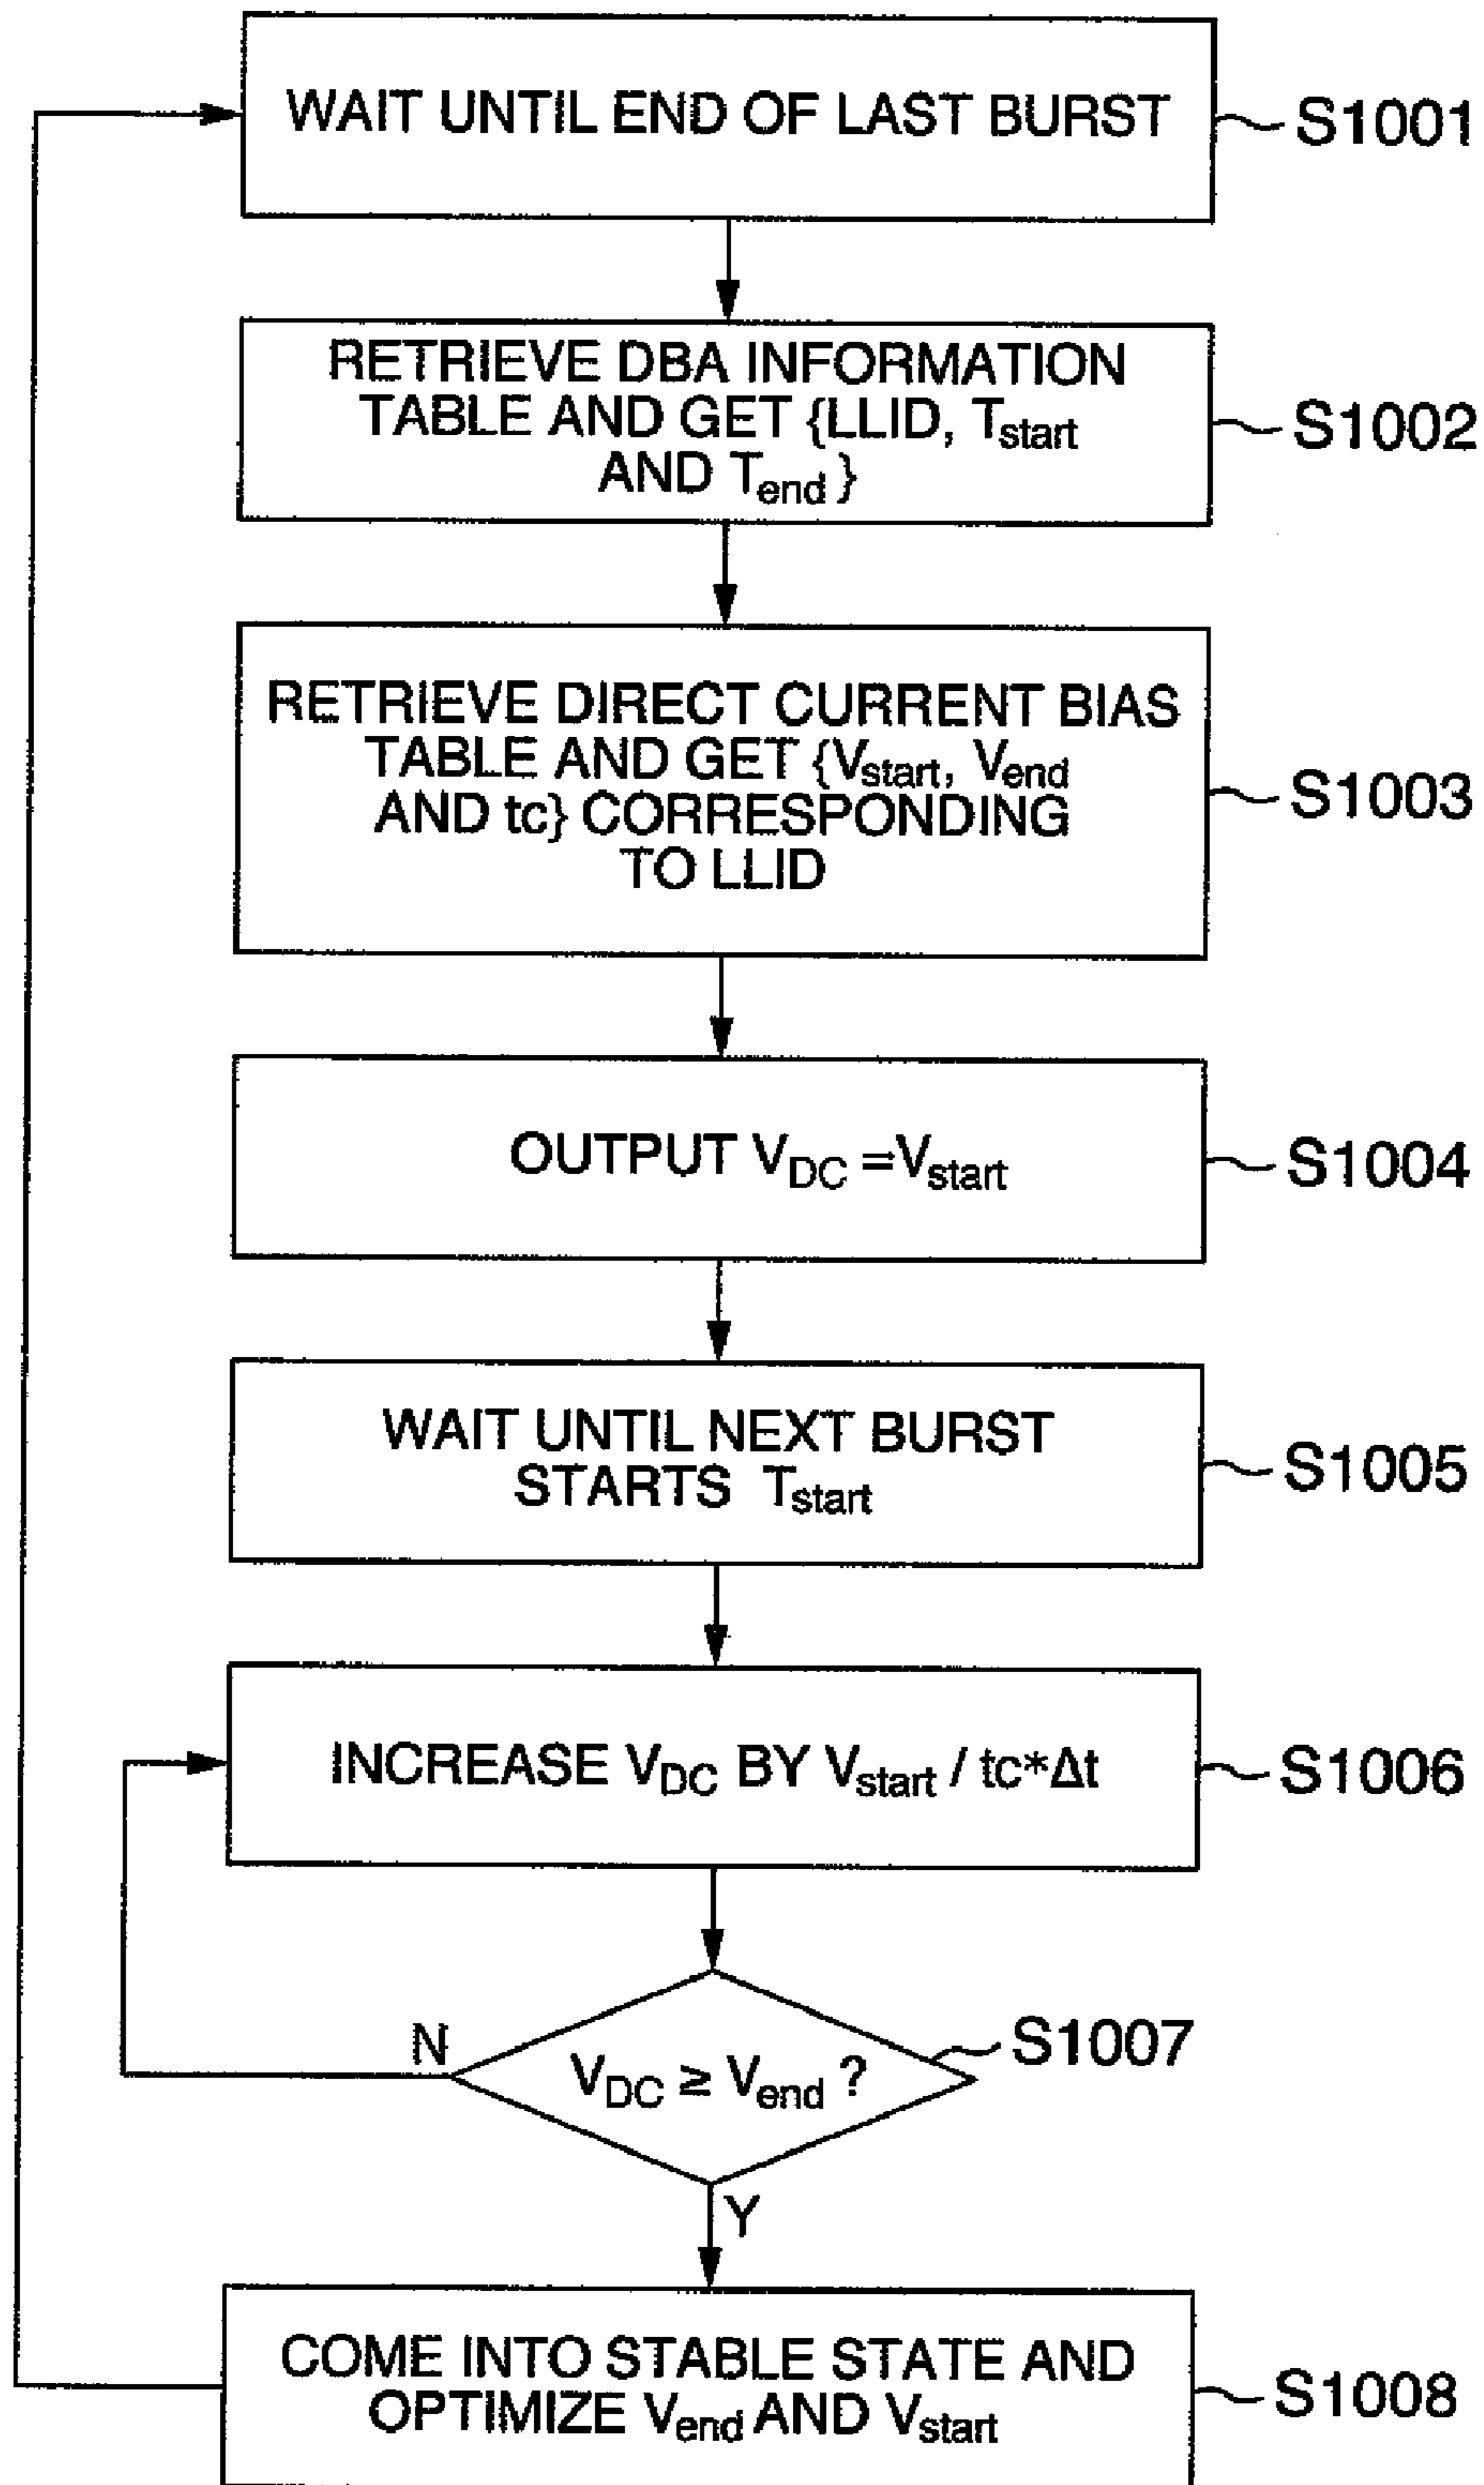 WAIT UNTIL END OF LAST BURST
S1001
RETRIEVE DBA INFORMATION
TABLE AND GET {LLID, Tstart
AND Tend }
S1002
RETRIEVE DIRECT CURRENT BIAS
TABLE AND GET {Vstart, Vend
AND tc} CORRESPONDING
TO LLID
S1003
OUTPUT VDC =Vstart
S1004
WAIT UNTIL NEXT BURST
STARTS Tstart
S1005
INCREASE VDC BY Vstart / tc*Δt
S1006
N
VDC ≥ Vend ?
S1007
Y
COME INTO STABLE STATE AND
OPTIMIZE Vend AND Vstart
S1008